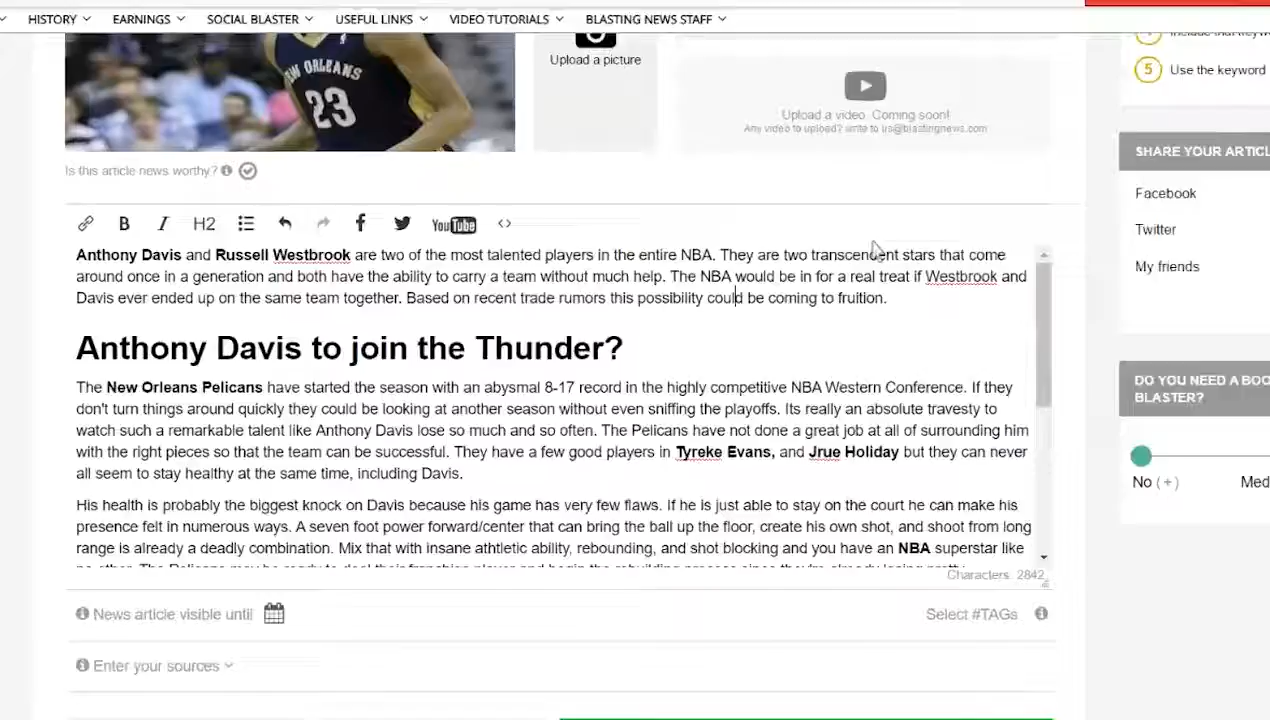 HISTORY EARNINGS SOCIAL BLASTER USEFUL LINKS VIDEO TUTORIALS BLASTING NEWS STAFF
NEW ORLEANS
23
Upload a picture
Upload a video. Coming soon!
Any video to upload? write to us@blastingnews.com
5 Use the keyword
SHARE YOUR ARTIC
Facebook
Twitter
My friends
Is this article news worthy?
B I H2 f YouTube <>
Anthony Davis and Russell Westbrook are two of the most talented players in the entire NBA. They are two transcendent stars that come
around once in a generation and both have the ability to carry a team without much help. The NBA would be in for a real treat if Westbrook and
Davis ever ended up on the same team together. Based on recent trade rumors this possibility could be coming to fruition.
Anthony Davis to join the Thunder?
The New Orleans Pelicans have started the season with an abysmal 8-17 record in the highly competitive NBA Western Conference. If they
don't turn things around quickly they could be looking at another season without even sniffing the playoffs. Its really an absolute travesty to
watch such a remarkable talent like Anthony Davis lose so much and so often. The Pelicans have not done a great job at all of surrounding him
with the right pieces so that the team can be successful. They have a few good players in Tyreke Evans, and Jrue Holiday but they can never
all seem to stay healthy at the same time, including Davis.
His health is probably the biggest knock on Davis because his game has very few flaws. If he is just able to stay on the court he can make his
presence felt in numerous ways. A seven foot power forward/center that can bring the ball up the floor, create his own shot, and shoot from long
range is already a deadly combination. Mix that with insane athtletic ability, rebounding, and shot blocking and you have an NBA superstar like
Characters: 2842
DO YOU NEED A BOO
BLASTER?
No (+) Med
News article visible until
Select #TAGs
Enter your sources